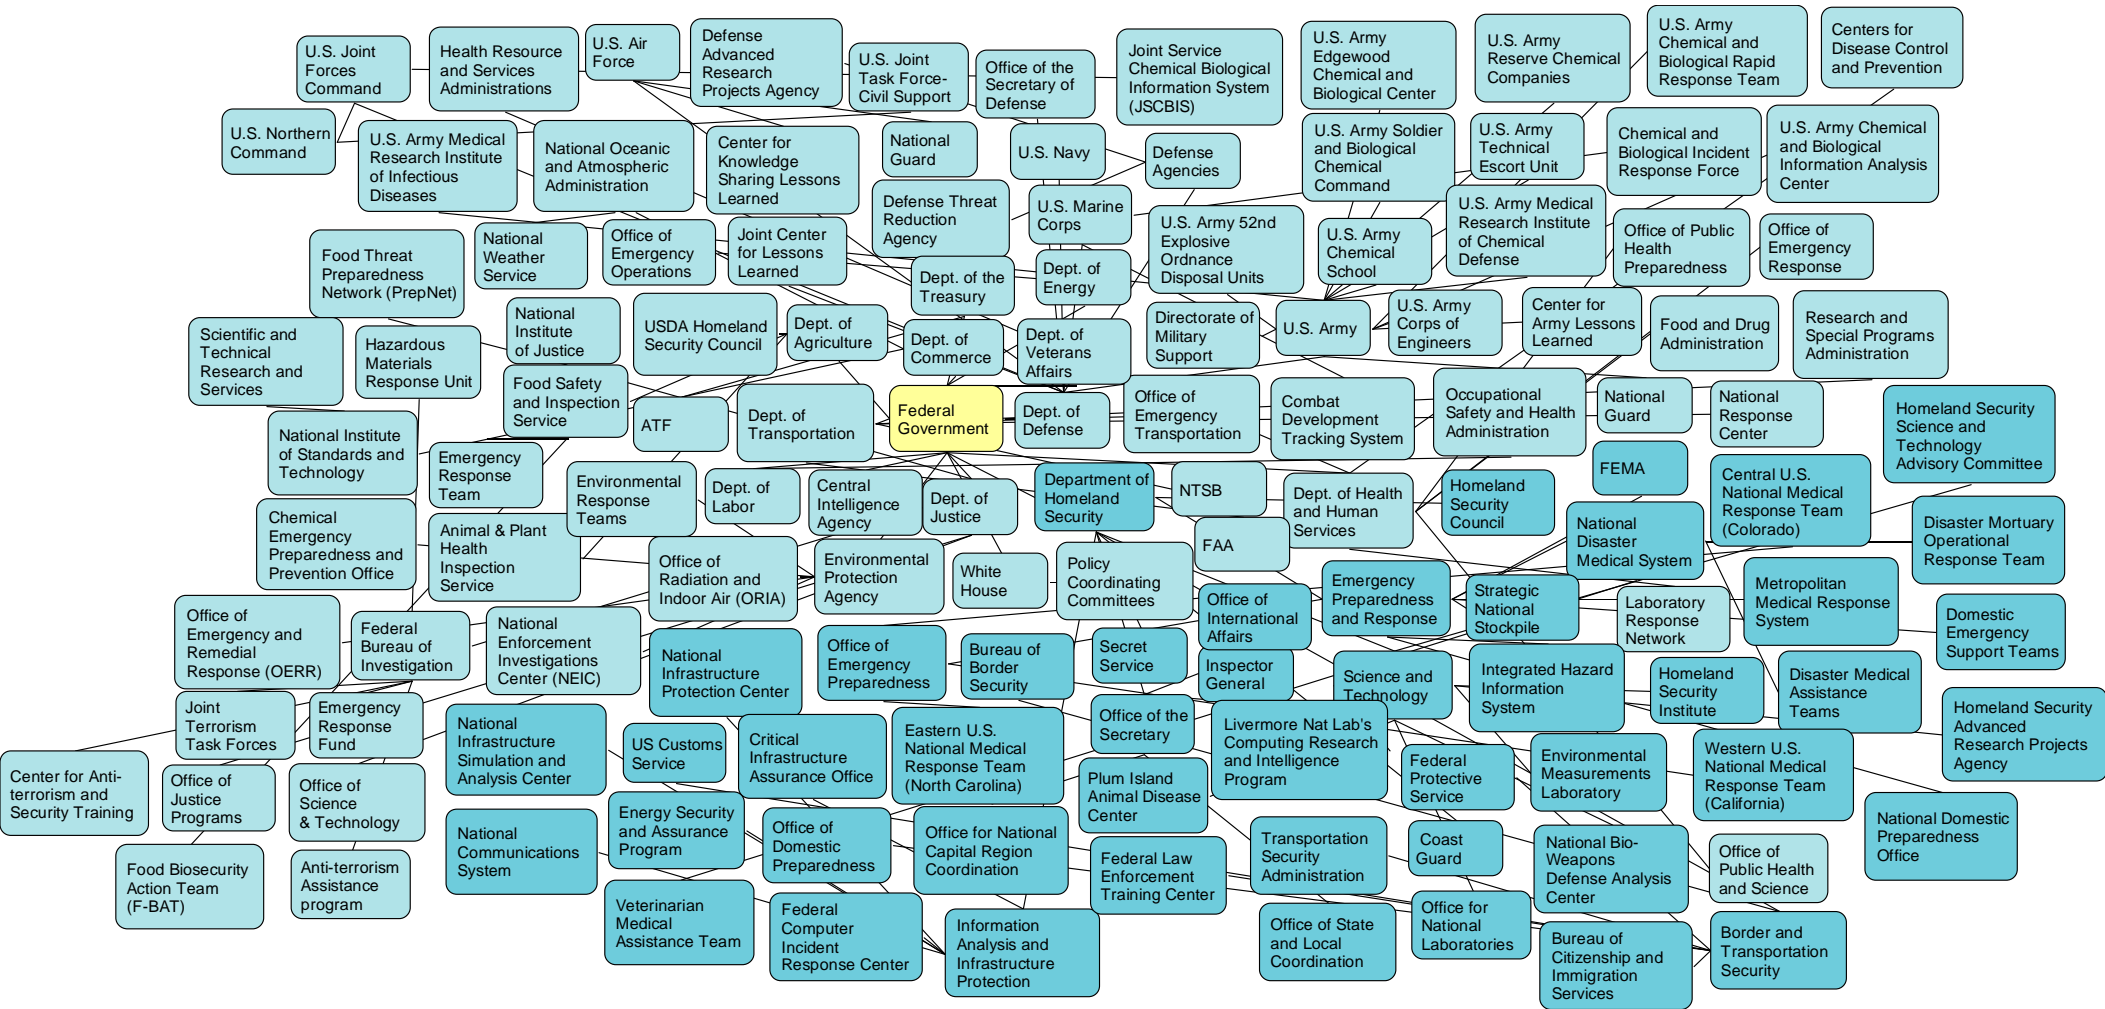 U.S. Joint
Forces
Command
Health Resource
and Services
Administrations
U.S. Air
Force
Defense
Advanced
Research
Projects Agency
U.S. Joint
Task Force-
Civil Support
Office of the
Secretary of
Defense
Joint Service
Chemical Biological
Information System
(JSCBIS)
U.S. Army
Edgewood
Chemical and
Biological Center
U.S. Army
Reserve Chemical
Companies
U.S. Army
Chemical and
Biological Rapid
Response Team
Centers for
Disease Control
and Prevention
U.S. Northern
Command
U.S. Army Medical
Research Institute
of Infectious
Diseases
National Oceanic
and Atmospheric
Administration
Center for
Knowledge
Sharing Lessons
Learned
National
Guard
U.S. Navy
Defense
Agencies
U.S. Army Soldier
and Biological
Chemical
Command
U.S. Army
Technical
Escort Unit
Chemical and
Biological Incident
Response Force
U.S. Army Chemical
and Biological
Information Analysis
Center
Defense Threat
Reduction
Agency
U.S. Marine
Corps
U.S. Army 52nd
Explosive
Ordnance
Disposal Units
U.S. Army
Chemical
School
U.S. Army Medical
Research Institute
of Chemical
Defense
Office of Public
Health
Preparedness
Office of
Emergency
Response
Food Threat
Preparedness
Network (PrepNet)
National
Weather
Service
Office of
Emergency
Operations
Joint Center
for Lessons
Learned
Dept. of the
Treasury
Dept. of
Energy
Scientific and
Technical
Research and
Services
Hazardous
Materials
Response Unit
National
Institute
of Justice
USDA Homeland
Security Council
Dept. of
Agriculture
Dept. of
Commerce
Dept. of
Veterans
Affairs
Directorate of
Military
Support
U.S. Army
U.S. Army
Corps of
Engineers
Center for
Army Lessons
Learned
Food and Drug
Administration
Research and
Special Programs
Administration
Food Safety
and Inspection
Service
ATF
Dept. of
Transportation
Federal
Government
Dept. of
Defense
Office of
Emergency
Transportation
Combat
Development
Tracking System
Occupational
Safety and Health
Administration
National
Guard
National
Response
Center
Homeland Security
Science and
Technology
Advisory Committee
National Institute
of Standards and
Technology
Emergency
Response
Team
Environmental
Response
Teams
Dept. of
Labor
Central
Intelligence
Agency
Dept. of
Justice
Department of
Homeland
Security
NTSB
Dept. of Health
and Human
Services
Homeland
Security
Council
FEMA
Central U.S.
National Medical
Response Team
(Colorado)
Chemical
Emergency
Preparedness and
Prevention Office
Animal & Plant
Health
Inspection
Service
Office of
Radiation and
Indoor Air (ORIA)
Environmental
Protection
Agency
White
House
Policy
Coordinating
Committees
FAA
National
Disaster
Medical System
Disaster Mortuary
Operational
Response Team
Office of
Emergency and
Remedial
Response (OERR)
Federal
Bureau of
Investigation
National
Enforcement
Investigations
Center (NEIC)
National
Infrastructure
Protection Center
Office of
Emergency
Preparedness
Bureau of
Border
Security
Secret
Service
Office of
International
Affairs
Inspector
General
Emergency
Preparedness
and Response
Strategic
National
Stockpile
Laboratory
Response
Network
Metropolitan
Medical Response
System
Domestic
Emergency
Support Teams
Science and
Technology
Integrated Hazard
Information
System
Homeland
Security
Institute
Disaster Medical
Assistance
Teams
Homeland Security
Advanced
Research Projects
Agency
Joint
Terrorism
Task Forces
Emergency
Response
Fund
National
Infrastructure
Simulation and
Analysis Center
US Customs
Service
Critical
Infrastructure
Assurance Office
Eastern U.S.
National Medical
Response Team
(North Carolina)
Office of the
Secretary
Livermore Nat Lab's
Computing Research
and Intelligence
Program
Federal
Protective
Service
Environmental
Measurements
Laboratory
Western U.S.
National Medical
Response Team
(California)
Center for Anti-
terrorism and
Security Training
Office of
Justice
Programs
Office of
Science
& Technology
Plum Island
Animal Disease
Center
National Domestic
Preparedness
Office
National
Communications
System
Energy Security
and Assurance
Program
Office of
Domestic
Preparedness
Office for National
Capital Region
Coordination
Federal Law
Enforcement
Training Center
Transportation
Security
Administration
Coast
Guard
National Bio-
Weapons
Defense Analysis
Center
Office of
Public Health
and Science
Food Biosecurity
Action Team
(F-BAT)
Anti-terrorism
Assistance
program
Veterinarian
Medical
Assistance Team
Federal
Computer
Incident
Response Center
Information
Analysis and
Infrastructure
Protection
Office of State
and Local
Coordination
Office for
National
Laboratories
Bureau of
Citizenship and
Immigration
Services
Border and
Transportation
Security